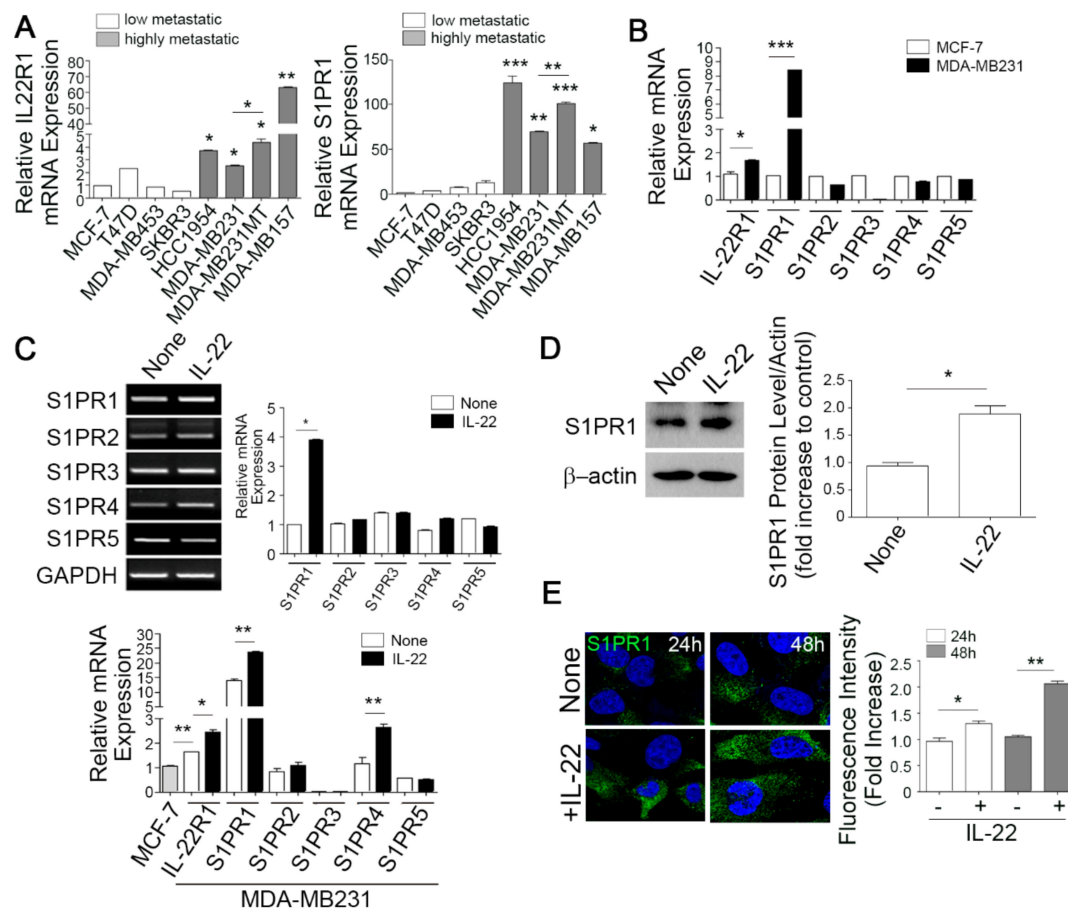 A
low metastatic
highly metastatic
Relative IL22R1
mRNA Expression
80
70
60
50
40
30
20
10
5
4
3
2
1
0
*
*
*
*
**
MCF-7
T47D
MDA-MB453
SKBR3
HCC1954
MDA-MB231
MDA-MB231MT
MDA-MB157
low metastatic
highly metastatic
Relative S1PR1
mRNA Expression
150
100
50
0
***
**
**
***
*
MCF-7
T47D
MDA-MB453
SKBR3
HCC1954
MDA-MB231
MDA-MB231MT
MDA-MB157
B
MCF-7
MDA-MB231
Relative mRNA
Expression
10
9
8
7
6
5
4
3
2
1
0
*
***
IL-22R1
S1PR1
S1PR2
S1PR3
S1PR4
S1PR5
C
None
IL-22
S1PR1
S1PR2
S1PR3
S1PR4
S1PR5
GAPDH
None
IL-22
Relative mRNA
Expression
5
4
3
2
1
0
*
S1PR1
S1PR2
S1PR3
S1PR4
S1PR5
None
IL-22
Relative mRNA
Expression
30
25
20
15
10
5
3
2
1
0
**
*
**
**
MCF-7
IL-22R1
S1PR1
S1PR2
S1PR3
S1PR4
S1PR5
MDA-MB231
D
None
IL-22
S1PR1
β–actin
S1PR1 Protein Level/Actin
(fold increase to control)
2.0
1.5
1.0
0.5
0.0
*
None
IL-22
E
S1PR1
24h
48h
None
+IL-22
24h
48h
Fluorescence Intensity
(Fold Increase)
2.5
2.0
1.5
1.0
0.5
0
*
**
- + - +
IL-22